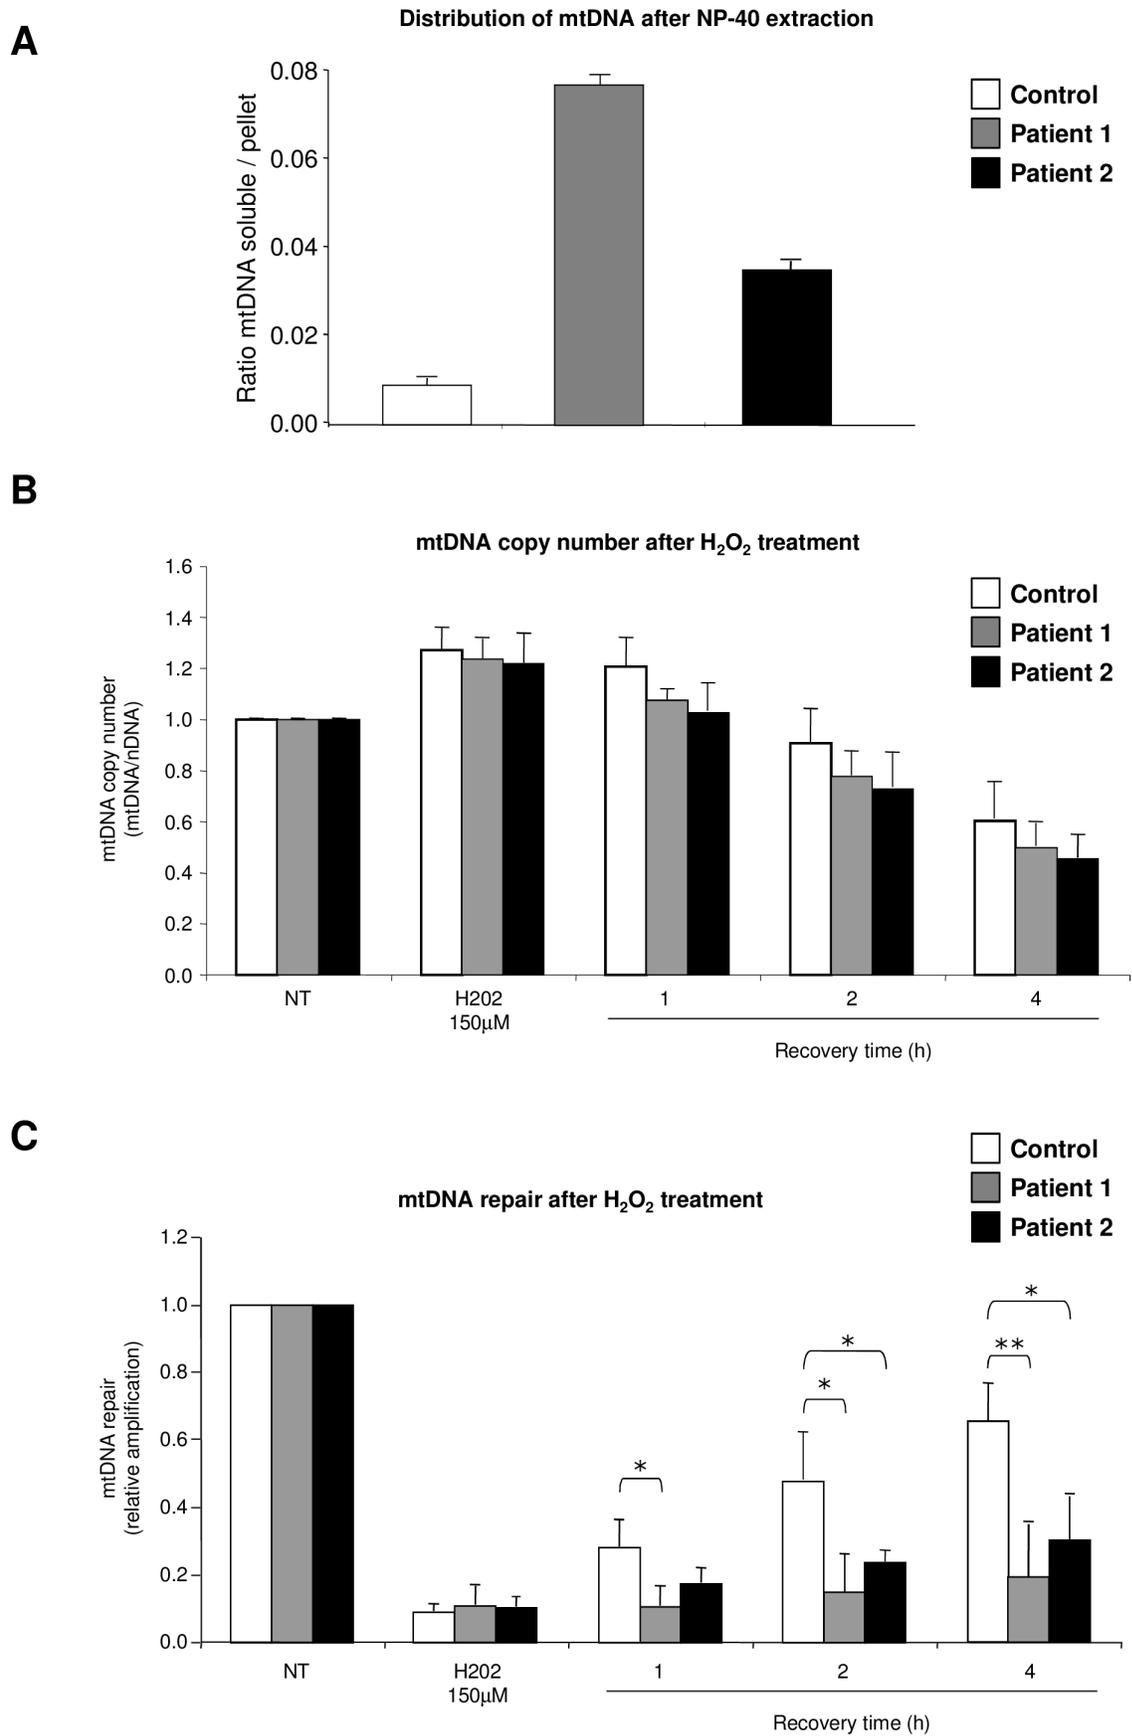 A
Distribution of mtDNA after NP-40 extraction
Ratio mtDNA soluble / pellet
0.08
0.06
0.04
0.02
0.00
Control
Patient 1
Patient 2
B
mtDNA copy number after H₂O₂ treatment
mtDNA copy number
(mtDNA/nDNA)
1.6
1.4
1.2
1.0
0.8
0.6
0.4
0.2
0.0
Control
Patient 1
Patient 2
NT
H202
150µM
1
2
4
Recovery time (h)
C
mtDNA repair after H₂O₂ treatment
Control
Patient 1
Patient 2
mtDNA repair
(relative amplification)
1.2
1.0
0.8
0.6
0.4
0.2
0.0
*
*
*
**
*
NT
H202
150µM
1
2
4
Recovery time (h)